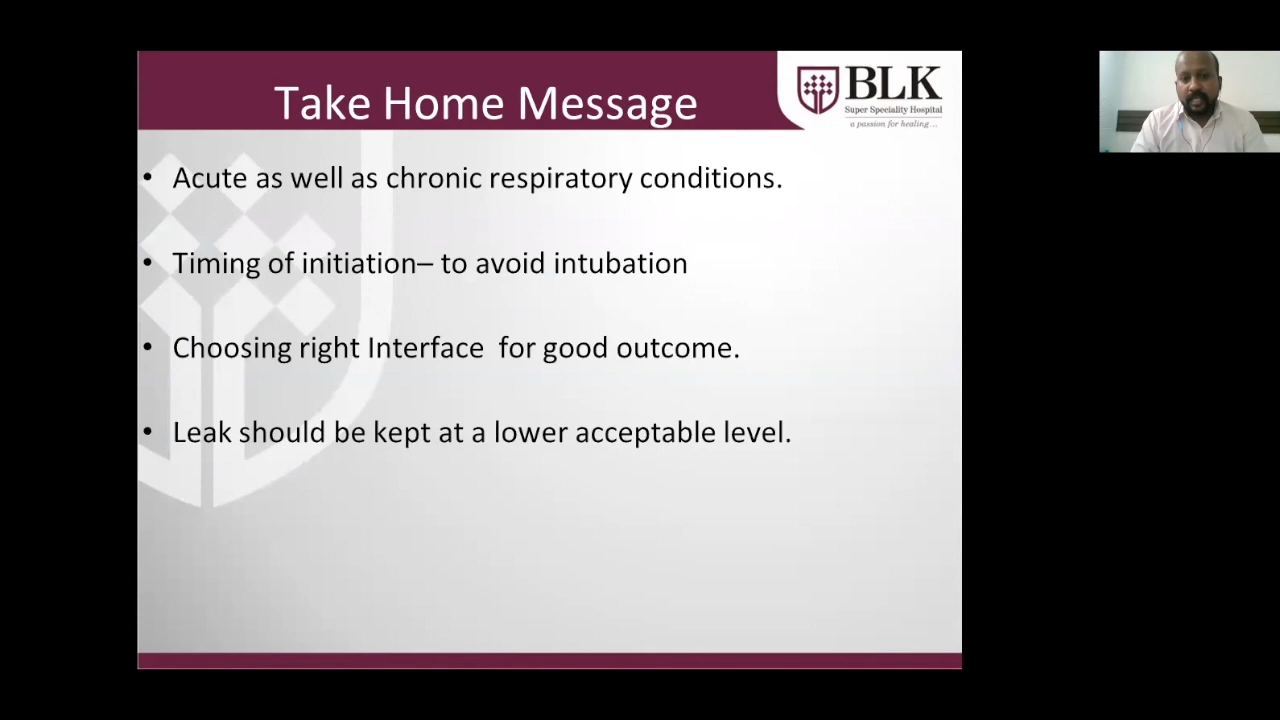 Take Home Message
BLK
Super Speciality Hospital
a passion for healing...
• Acute as well as chronic respiratory conditions.
• Timing of initiation– to avoid intubation
• Choosing right Interface  for good outcome.
• Leak should be kept at a lower acceptable level.